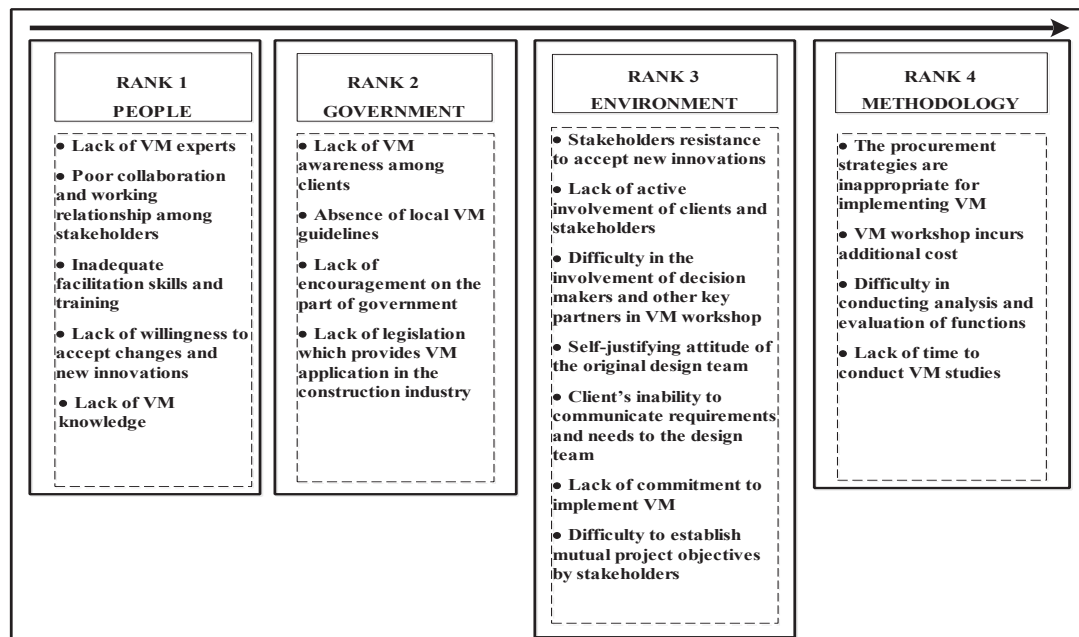 RANK 1
PEOPLE
● Lack of VM experts
● Poor collaboration
and working
relationship among
stakeholders
● Inadequate
facilitation skills and
training
● Lack of willingness to
accept changes and
new innovations
● Lack of VM
knowledge
RANK 2
GOVERNMENT
● Lack of VM
awareness among
clients
● Absence of local VM
guidelines
● Lack of
encouragement on the
part of government
● Lack of legislation
which provides VM
application in the
construction industry
RANK 3
ENVIRONMENT
● Stakeholders resistance
to accept new innovations
● Lack of active
involvement of clients and
stakeholders
● Difficulty in the
involvement of decision
makers and other key
partners in VM workshop
● Self-justifying attitude of
the original design team
● Client’s inability to
communicate requirements
and needs to the design
team
● Lack of commitment to
implement VM
● Difficulty to establish
mutual project objectives
by stakeholders
RANK 4
METHODOLOGY
● The procurement
strategies are
inappropriate for
implementing VM
● VM workshop incurs
additional cost
● Difficulty in
conducting analysis and
evaluation of functions
● Lack of time to
conduct VM studies